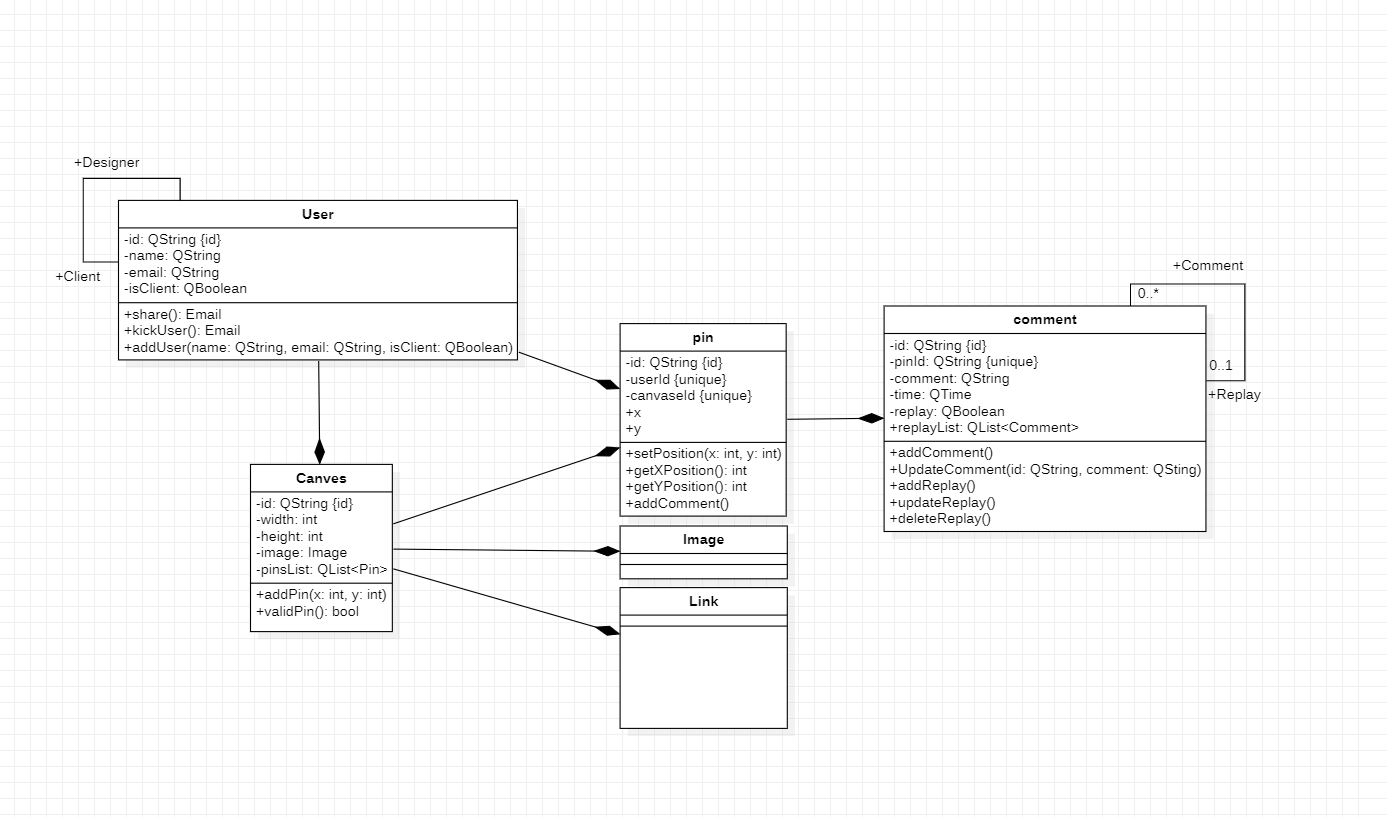 +Designer
+Client
User
-id: QString {id}
-name: QString
-email: QString
-isClient: QBoolean
+share(): Email
+kickUser(): Email
+addUser(name: QString, email: QString, isClient: QBoolean)
Canves
-id: QString {id}
-width: int
-height: int
-image: Image
-pinsList: QList<Pin>
+addPin(x: int, y: int)
+validPin(): bool
pin
-id: QString {id}
-userId {unique}
-canvaseId {unique}
+x
+y
+setPosition(x: int, y: int)
+getXPosition(): int
+getYPosition(): int
+addComment()
Image
Link
+Comment
0..*
comment
-id: QString {id}
-pinId: QString {unique}
-comment: QString
-time: QTime
-replay: QBoolean
+replayList: QList<Comment>
+addComment()
+UpdateComment(id: QString, comment: QSting)
+addReplay()
+updateReplay()
+deleteReplay()
0..1
+Replay